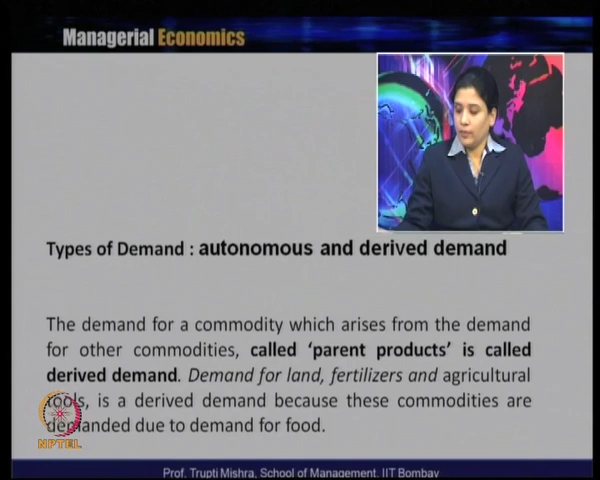 Managerial Economics
Types of Demand : autonomous and derived demand
The demand for a commodity which arises from the demand
for other commodities, called 'parent products' is called
derived demand. Demand for land, fertilizers and agricultural
tools, is a derived demand because these commodities are
demanded due to demand for food.
NPTEL
Prof. Trupti Mishra, School of Management, IIT Bombay